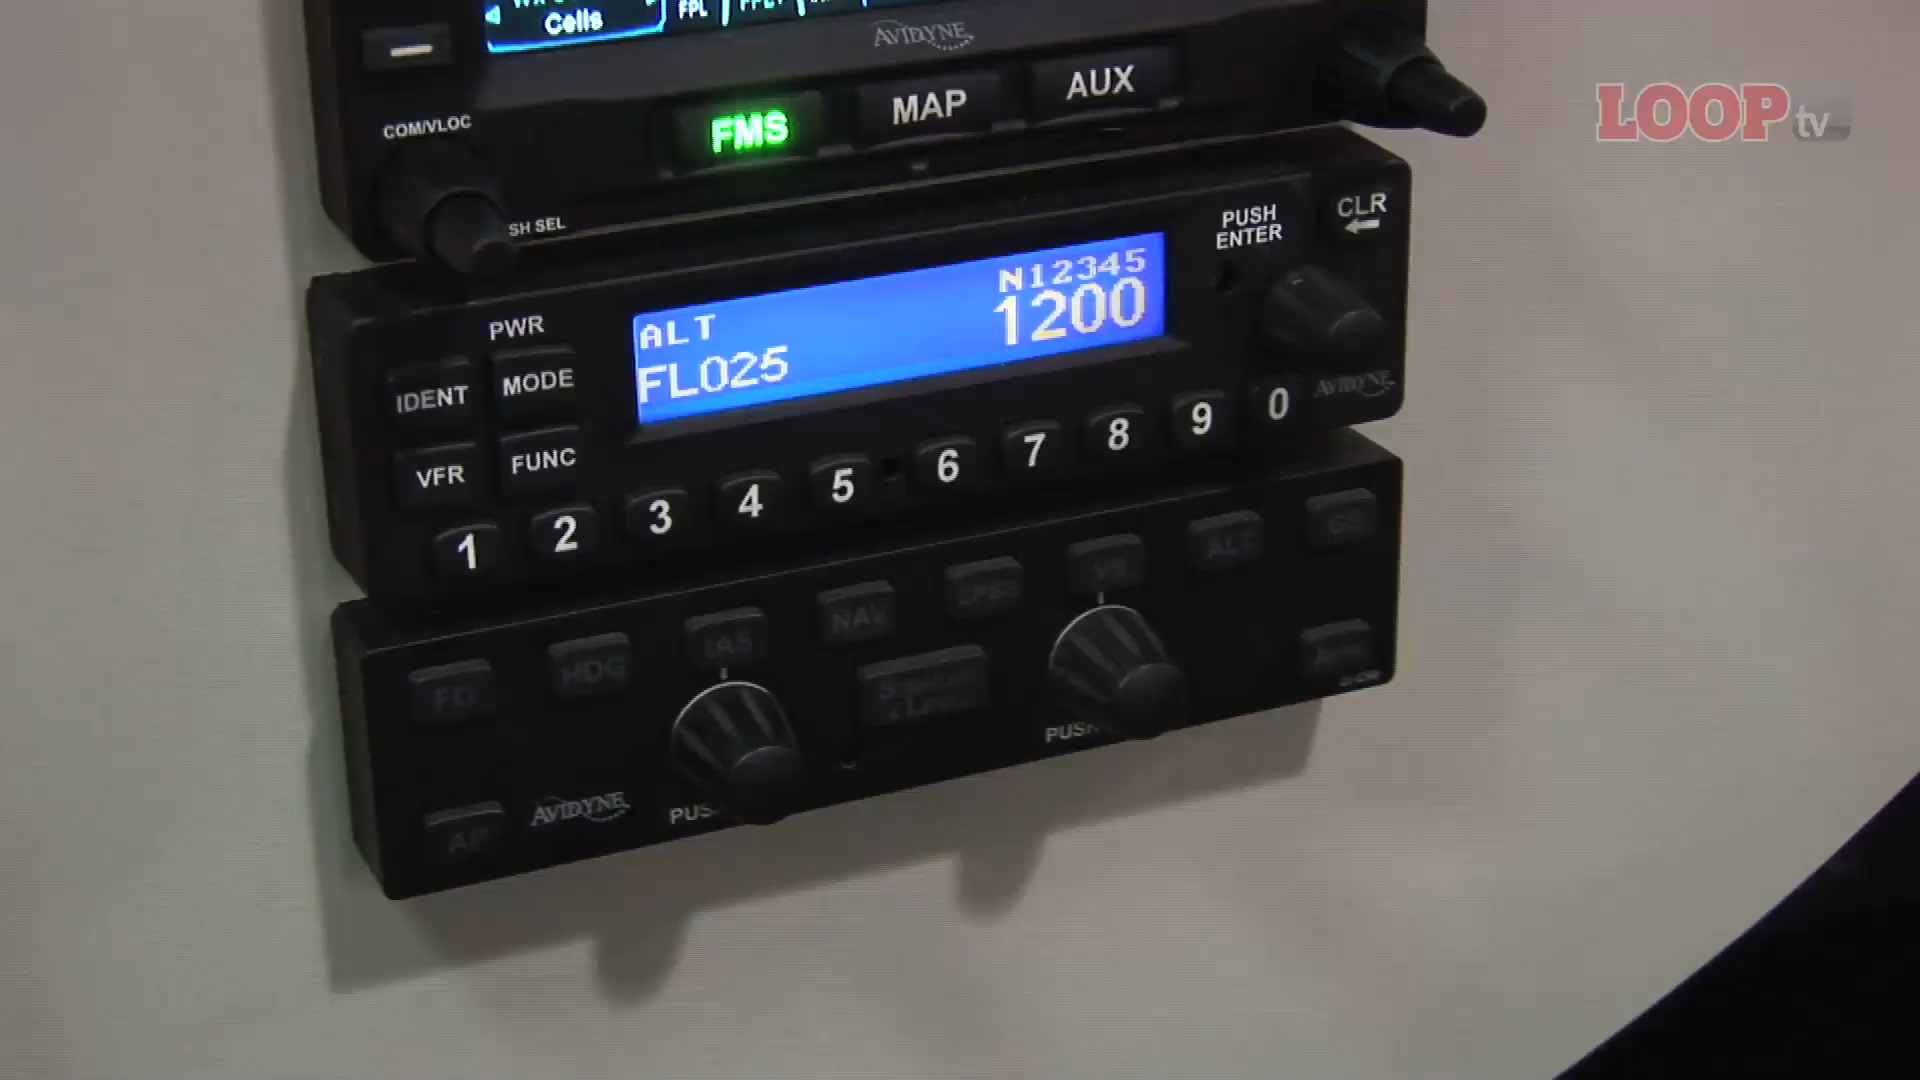 Cells
FPL
AVIDYNE
COM/VLOC
FMS
MAP
AUX
LOOP tv
SH SEL
PUSH
ENTER
CLR
PWR
IDENT
MODE
ALT
N12345
FL025
1200
AVIDYNE
VFR
FUNC
1 2 3 4 5 6 7 8 9 0
FD
HDG
IAS
NAV
VS
ALT
GS
AP
AVIDYNE
PUS
PUSH